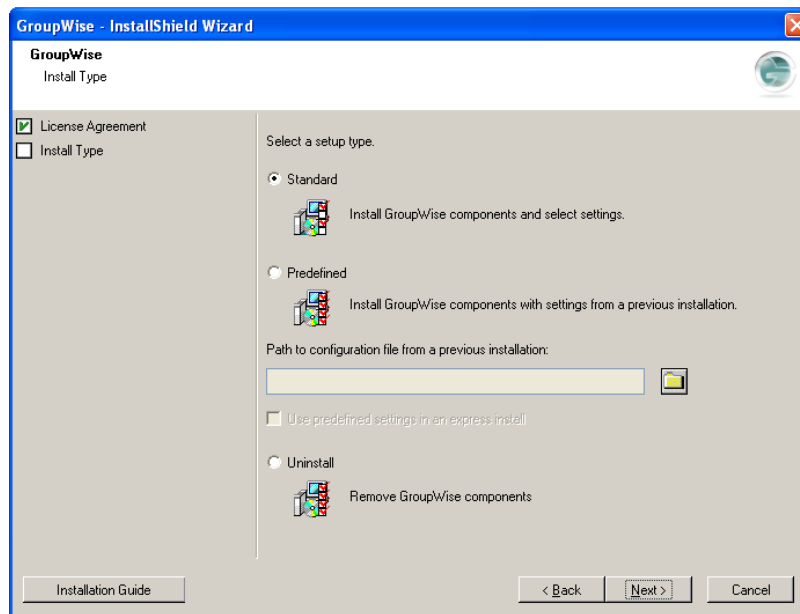 GroupWise - InstallShield Wizard
GroupWise
Install Type
License Agreement
Install Type
Select a setup type.
Standard
Install GroupWise components and select settings.
Predefined
Install GroupWise components with settings from a previous installation.
Path to configuration file from a previous installation:
Use predefined settings in an express install
Uninstall
Remove GroupWise components
Installation Guide
< Back
Next >
Cancel